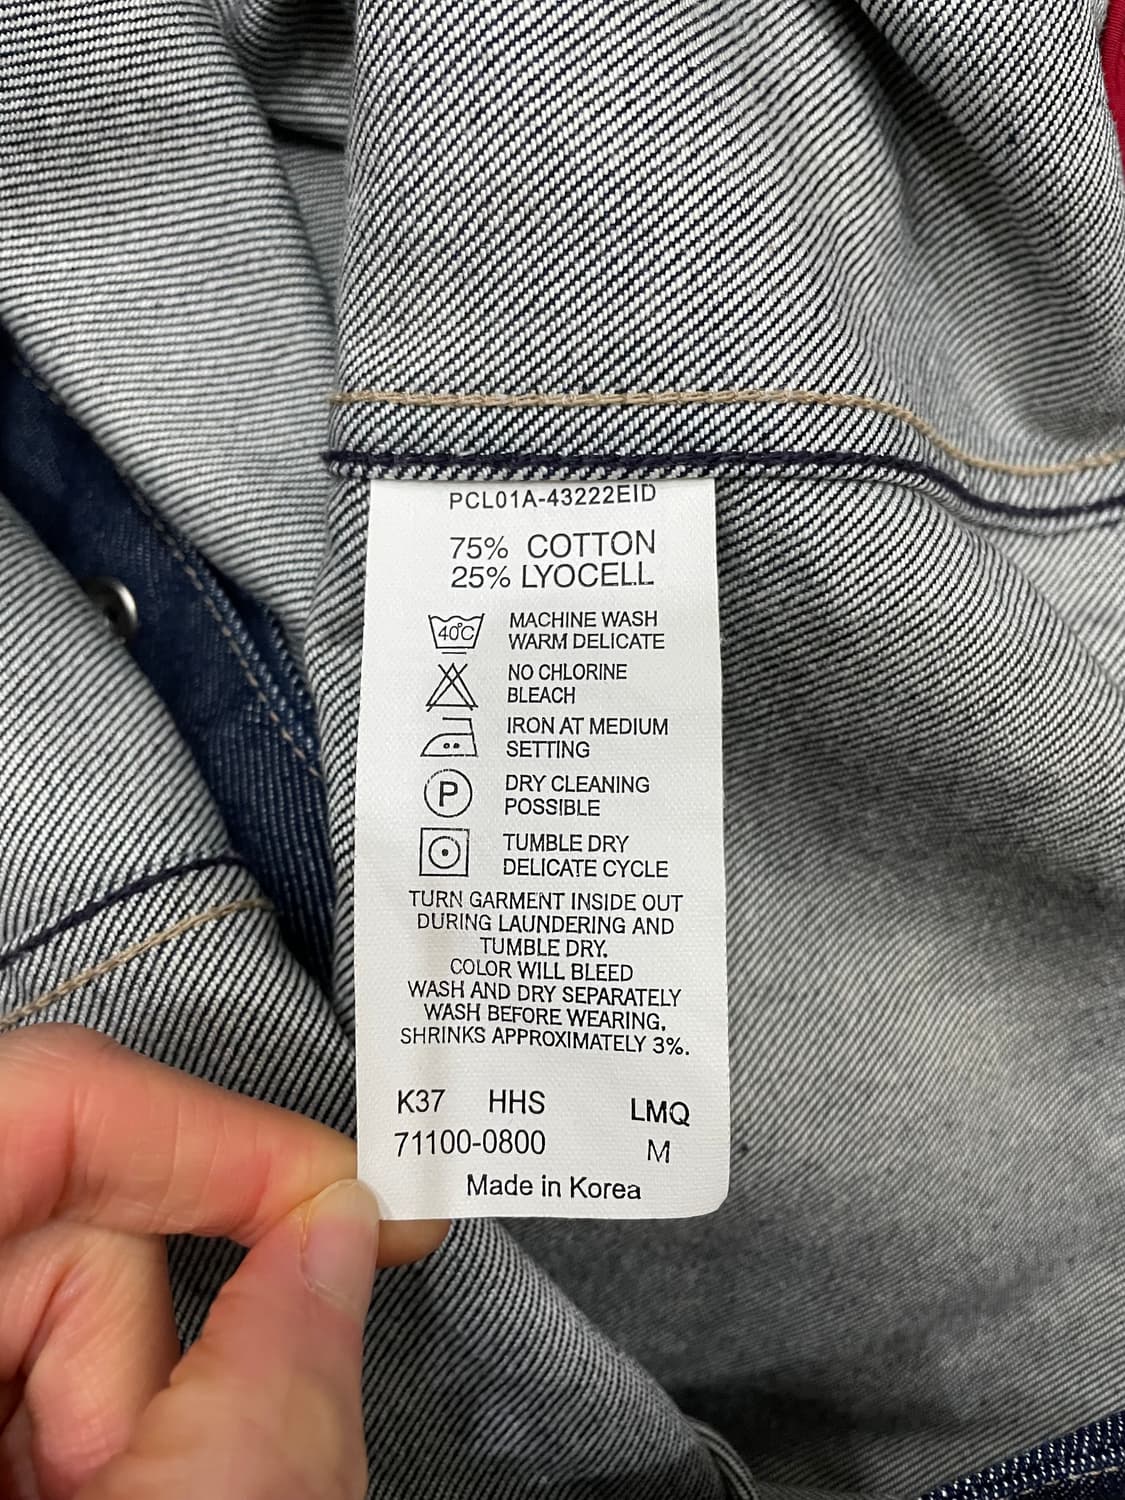 PCL01A-43222EID
75% COTTON
25% LYOCELL
40°C MACHINE WASH
WARM DELICATE
NO CHLORINE
BLEACH
IRON AT MEDIUM
SETTING
P DRY CLEANING
POSSIBLE
TUMBLE DRY
DELICATE CYCLE
TURN GARMENT INSIDE OUT
DURING LAUNDERING AND
TUMBLE DRY.
COLOR WILL BLEED
WASH AND DRY SEPARATELY
WASH BEFORE WEARING,
SHRINKS APPROXIMATELY 3%.
K37 HHS LMQ
71100-0800 M
Made in Korea